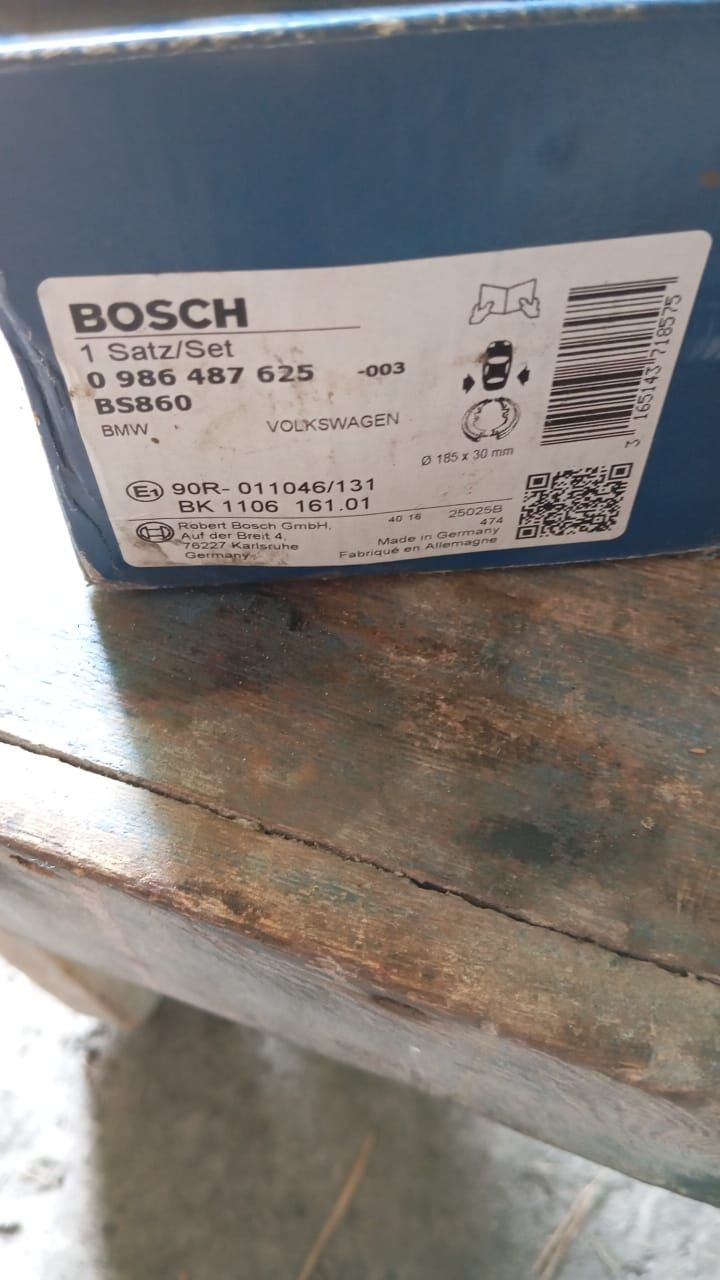 BOSCH
1 Satz/Set
0 986 487 625 -003
BS860
BMW VOLKSWAGEN
Ø 185 x 30 mm
E1 90R- 011046/131
BK 1106 161.01
Robert Bosch GmbH,
Auf der Breit 4,
76227 Karlsruhe
Germany
40 16 25025B
474
Made in Germany
Fabriqué en Allemagne
3 165143 718575